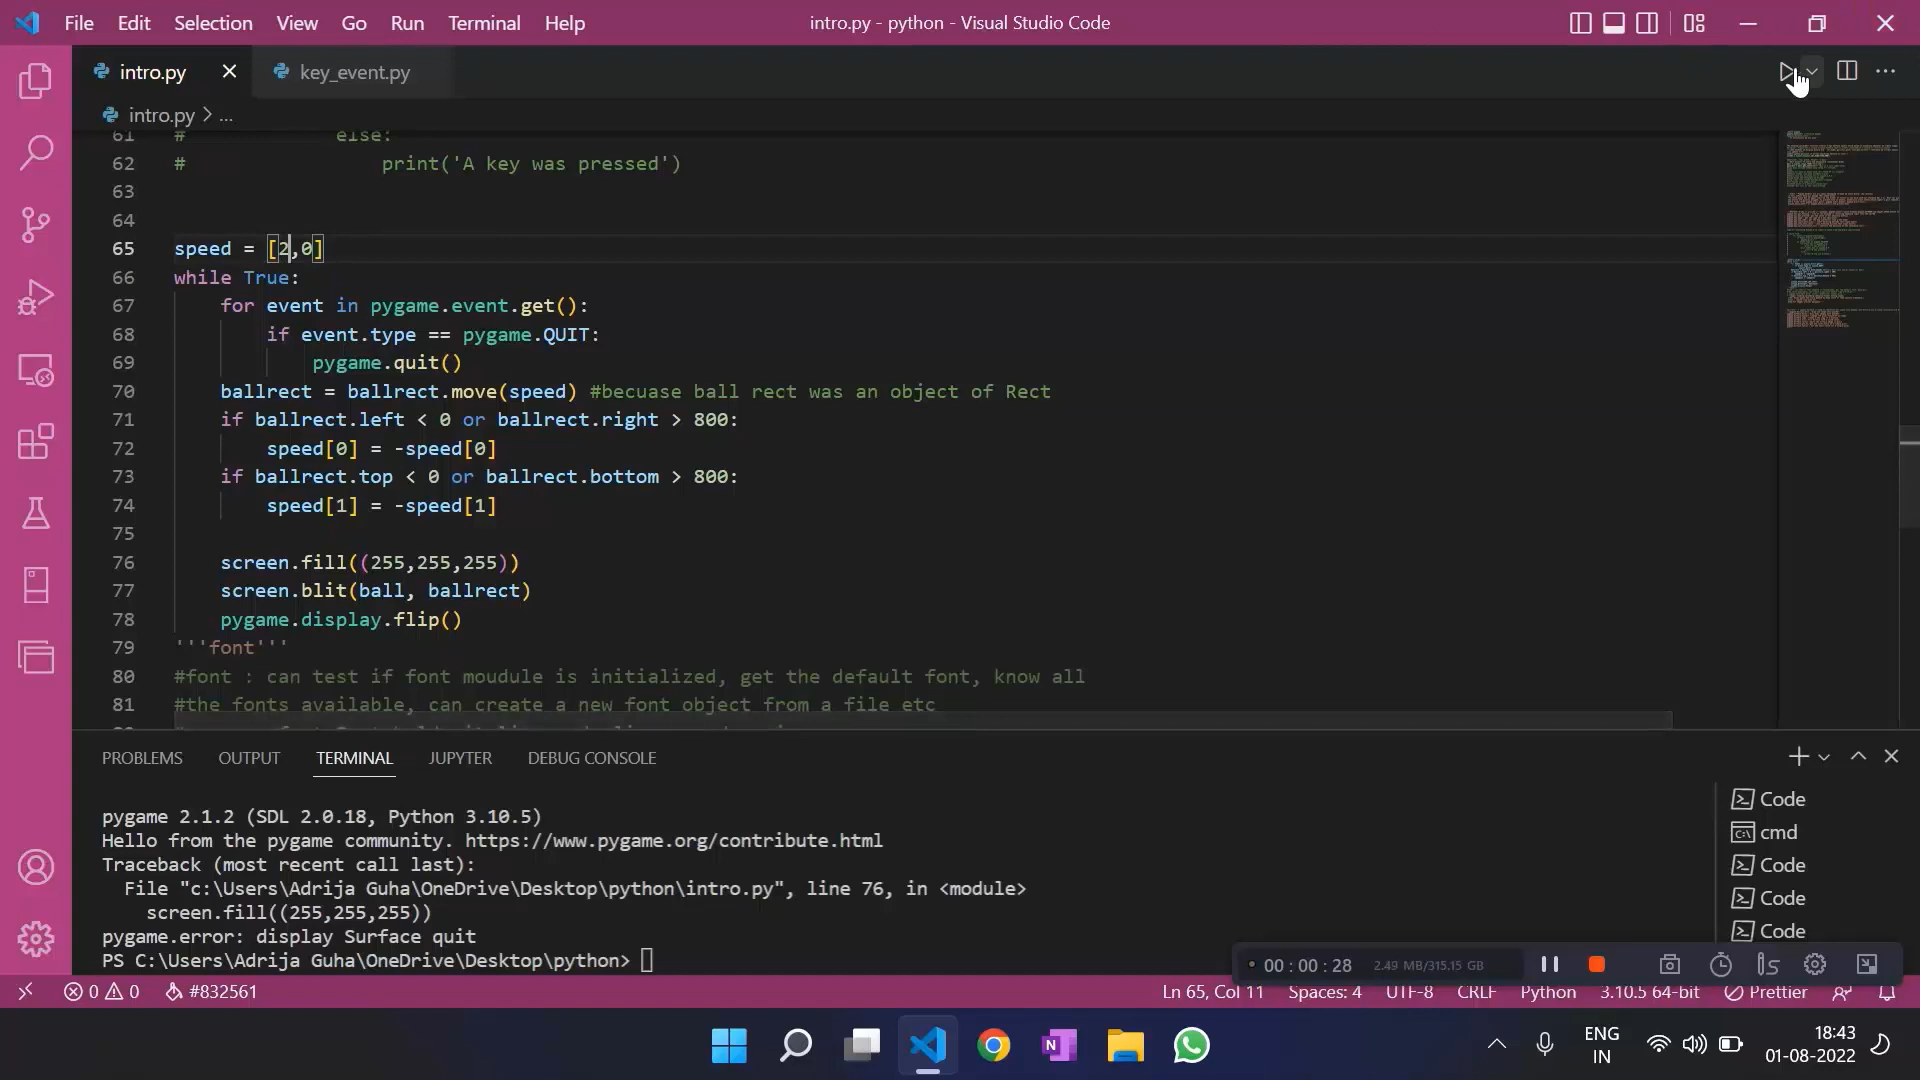 File Edit Selection View Go Run Terminal Help intro.py - python - Visual Studio Code
intro.py key_event.py
intro.py > ...
61 # else:
62 # print('A key was pressed')
63
64
65 speed = [2,0]
66 while True:
67 for event in pygame.event.get():
68 if event.type == pygame.QUIT:
69 pygame.quit()
70 ballrect = ballrect.move(speed) #becuase ball rect was an object of Rect
71 if ballrect.left < 0 or ballrect.right > 800:
72 speed[0] = -speed[0]
73 if ballrect.top < 0 or ballrect.bottom > 800:
74 speed[1] = -speed[1]
75
76 screen.fill((255,255,255))
77 screen.blit(ball, ballrect)
78 pygame.display.flip()
79 '''font'''
80 #font : can test if font moudule is initialized, get the default font, know all
81 #the fonts available, can create a new font object from a file etc
PROBLEMS OUTPUT TERMINAL JUPYTER DEBUG CONSOLE
pygame 2.1.2 (SDL 2.0.18, Python 3.10.5)
Hello from the pygame community. https://www.pygame.org/contribute.html
Traceback (most recent call last):
File "c:\Users\Adrija Guha\OneDrive\Desktop\python\intro.py", line 76, in <module>
screen.fill((255,255,255))
pygame.error: display Surface quit
PS C:\Users\Adrija Guha\OneDrive\Desktop\python>
Code
cmd
Code
Code
Code
00 : 00 : 28 2.49 MB/315.15 GB
0 0 #832561 Ln 65, Col 11 Spaces: 4 UTF-8 CRLF Python 3.10.5 64-bit Prettier
ENG
IN
18:43
01-08-2022